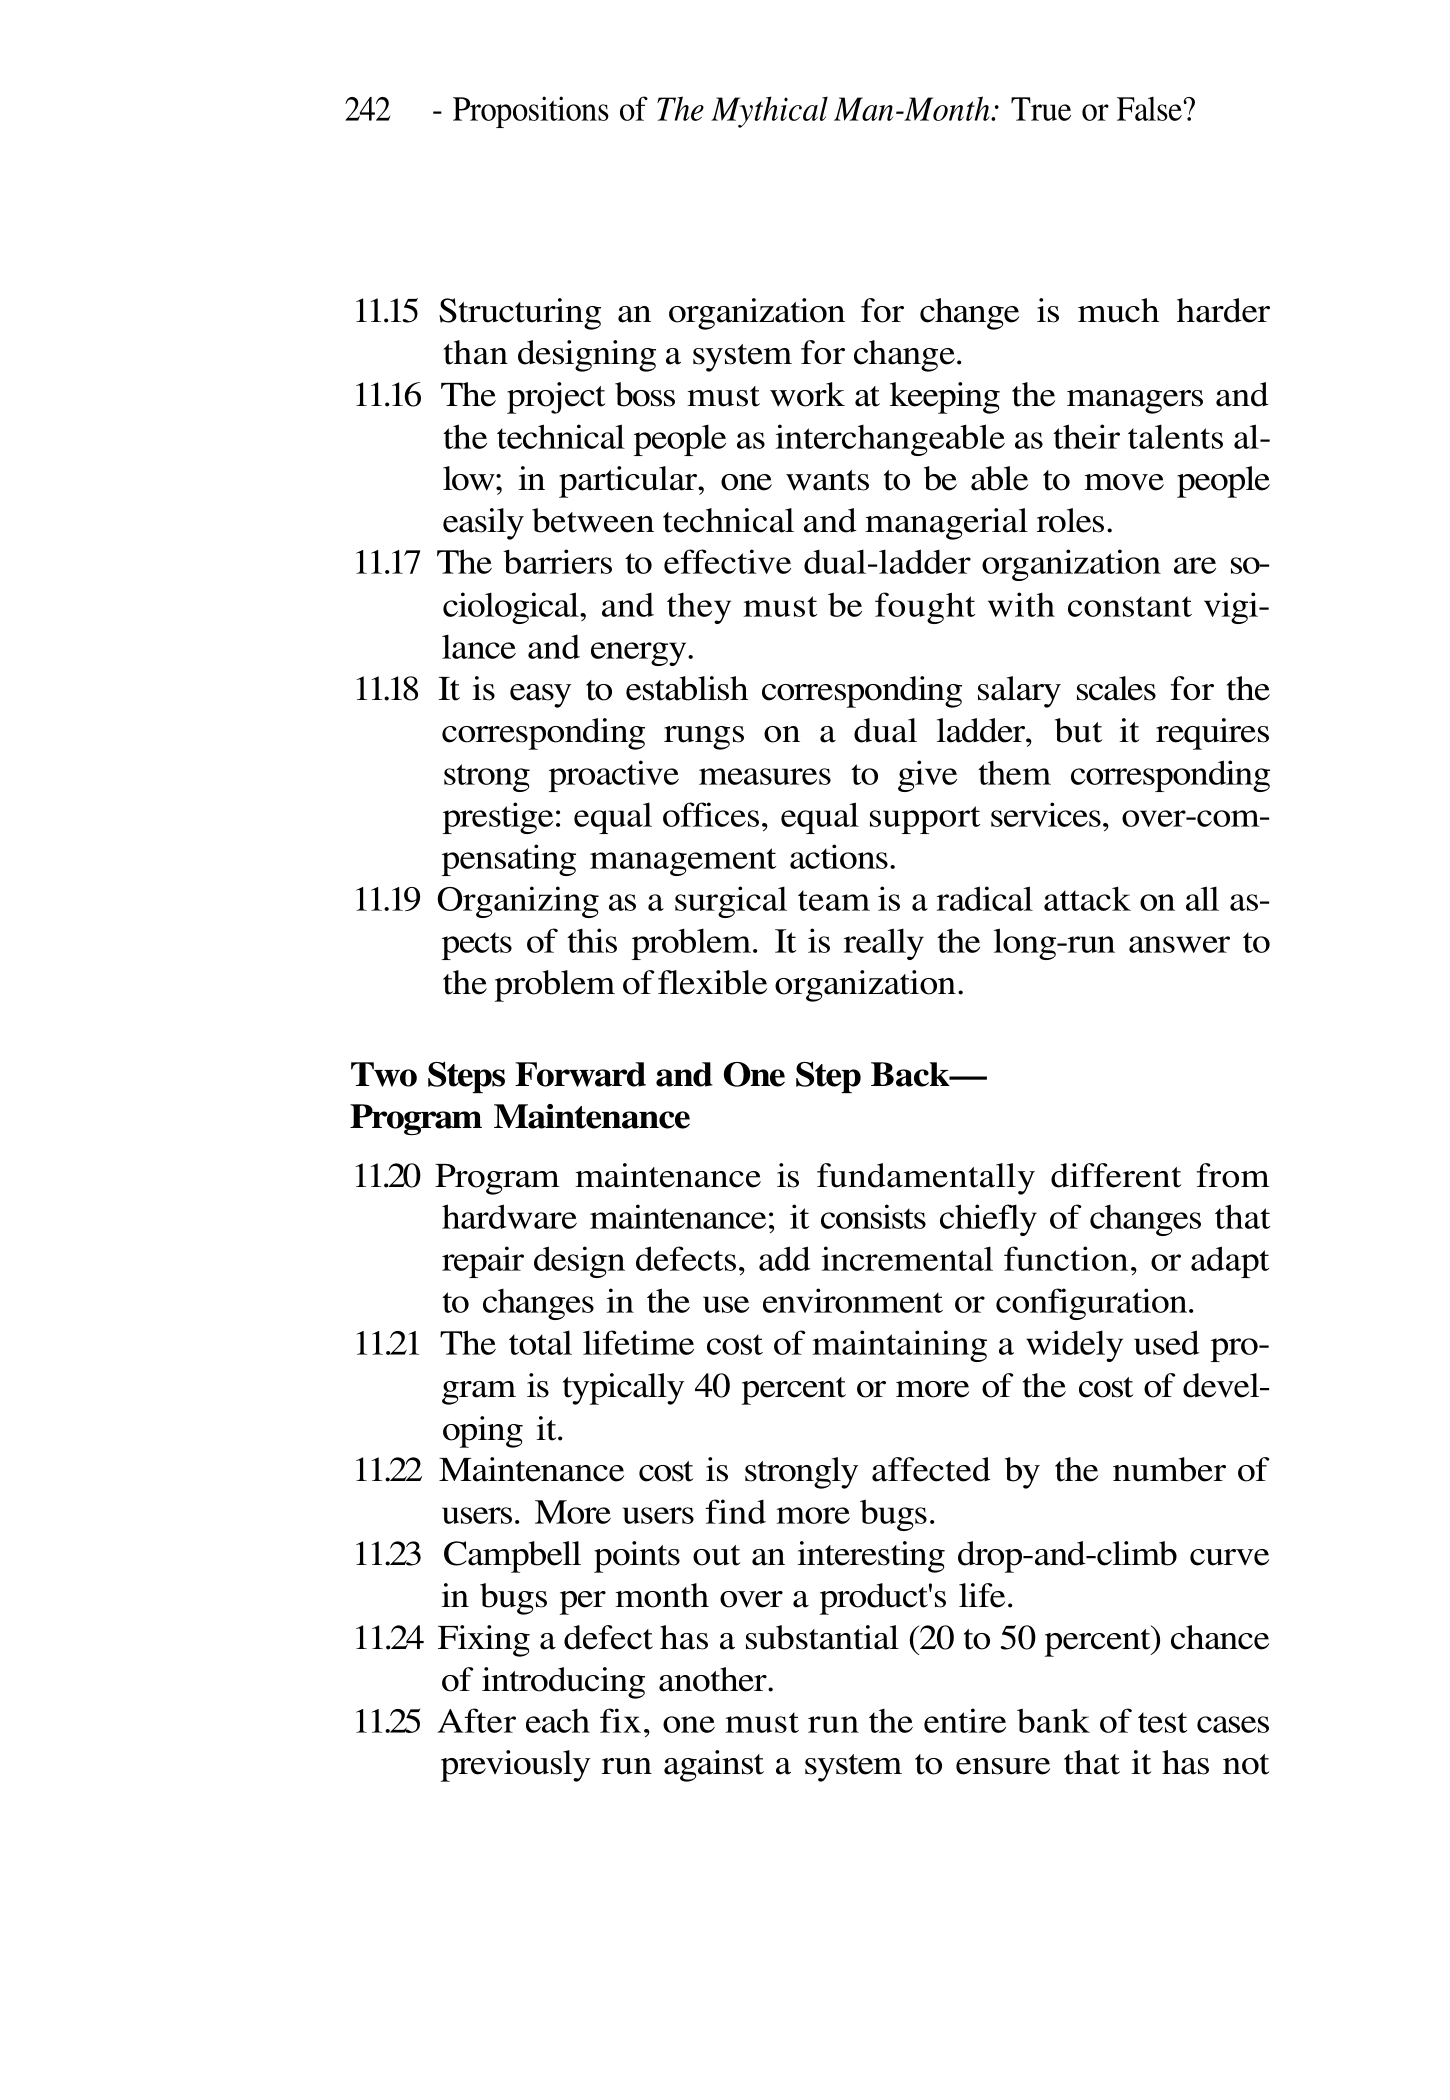 242 - Propositions of The Mythical Man-Month: True or False?
11.15 Structuring an organization for change is much harder
than designing a system for change.
11.16 The project boss must work at keeping the managers and
the technical people as interchangeable as their talents al-
low; in particular, one wants to be able to move people
easily between technical and managerial roles.
11.17 The barriers to effective dual-ladder organization are so-
ciological, and they must be fought with constant vigi-
lance and energy.
11.18 It is easy to establish corresponding salary scales for the
corresponding rungs on a dual ladder, but it requires
strong proactive measures to give them corresponding
prestige: equal offices, equal support services, over-com-
pensating management actions.
11.19 Organizing as a surgical team is a radical attack on all as-
pects of this problem. It is really the long-run answer to
the problem of flexible organization.
Two Steps Forward and One Step Back—
Program Maintenance
11.20 Program maintenance is fundamentally different from
hardware maintenance; it consists chiefly of changes that
repair design defects, add incremental function, or adapt
to changes in the use environment or configuration.
11.21 The total lifetime cost of maintaining a widely used pro-
gram is typically 40 percent or more of the cost of devel-
oping it.
11.22 Maintenance cost is strongly affected by the number of
users. More users find more bugs.
11.23 Campbell points out an interesting drop-and-climb curve
in bugs per month over a product's life.
11.24 Fixing a defect has a substantial (20 to 50 percent) chance
of introducing another.
11.25 After each fix, one must run the entire bank of test cases
previously run against a system to ensure that it has not